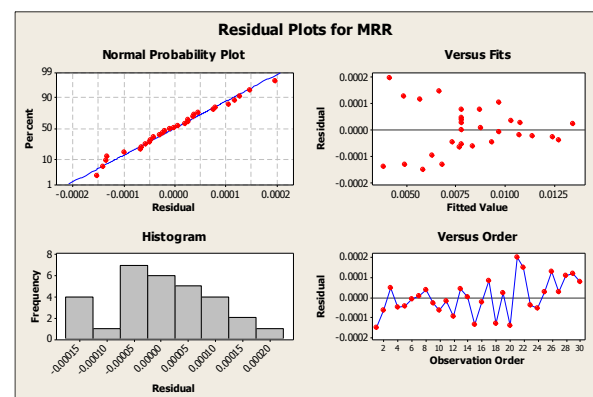 Residual Plots for MRR
Normal Probability Plot
Versus Fits
99
90
50
10
1
Percent
-0.0002 -0.0001 0.0000 0.0001 0.0002
Residual
0.0002
0.0001
0.0000
-0.0001
-0.0002
Residual
0.0050 0.0075 0.0100 0.0125
Fitted Value
Histogram
Versus Order
8
6
4
2
0
Frequency
-0.00015 -0.00010 -0.00005 0.00000 0.00005 0.00010 0.00015 0.00020
Residual
0.0002
0.0001
0.0000
-0.0001
-0.0002
Residual
2 4 6 8 10 12 14 16 18 20 22 24 26 28 30
Observation Order